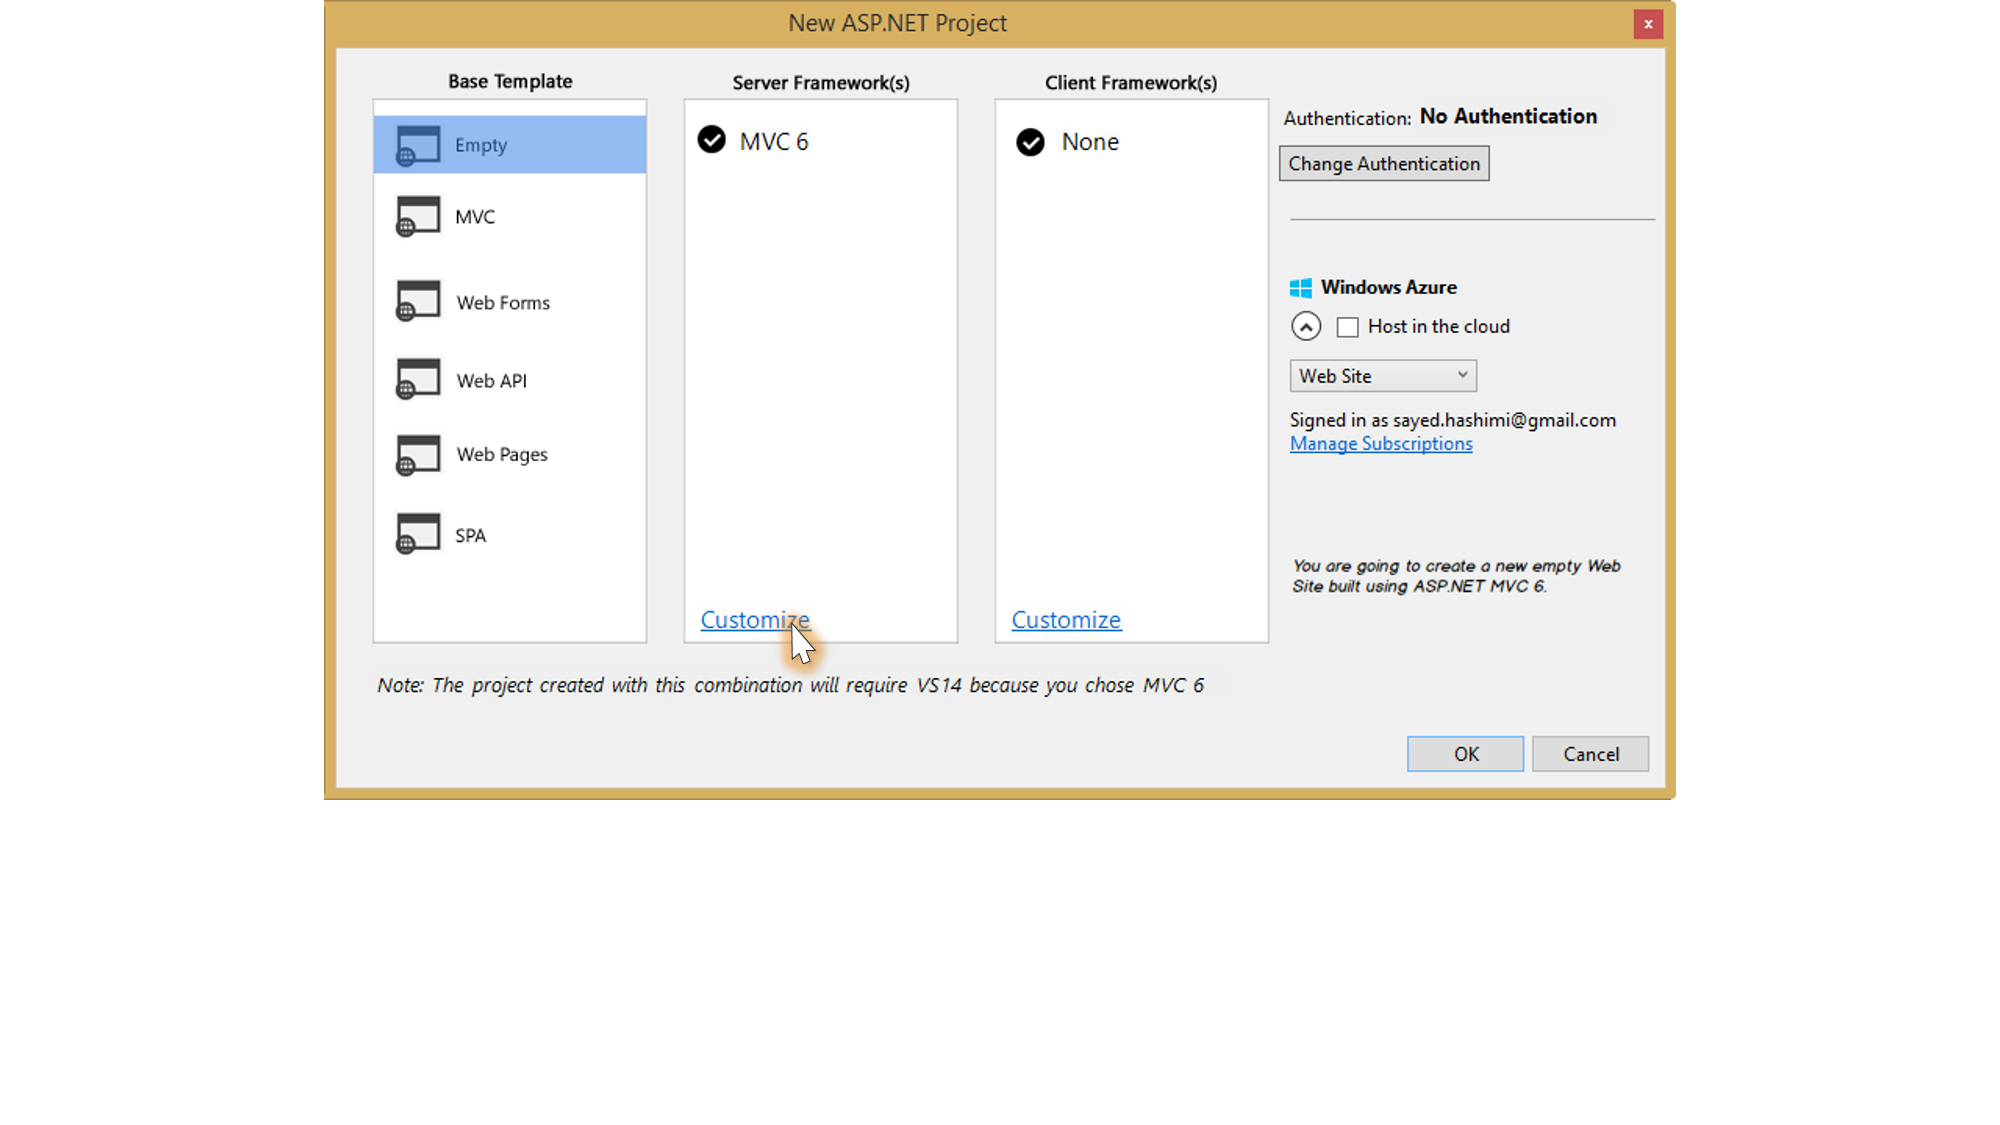 New ASP.NET Project
x
Base Template
Empty
MVC
Web Forms
Web API
Web Pages
SPA
Server Framework(s)
MVC 6
Customize
Client Framework(s)
None
Customize
Authentication: No Authentication
Change Authentication
Windows Azure
Host in the cloud
Web Site
Signed in as sayed.hashimi@gmail.com
Manage Subscriptions
You are going to create a new empty Web
Site built using ASP.NET MVC 6.
Note: The project created with this combination will require VS14 because you chose MVC 6
OK
Cancel